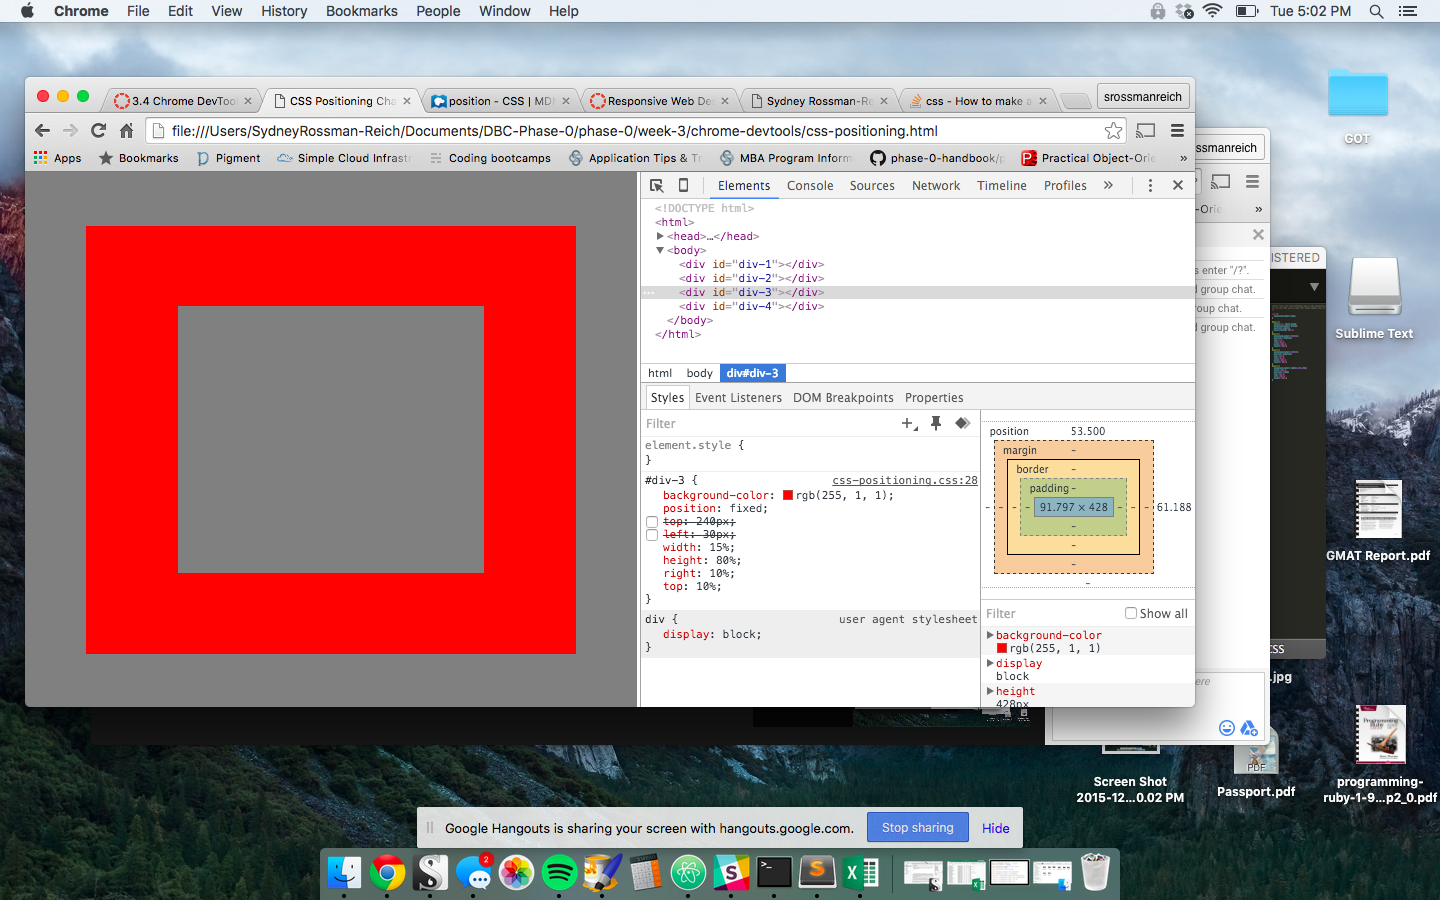 Chrome File Edit View History Bookmarks People Window Help Tue 5:02 PM
3.4 Chrome DevToo × CSS Positioning Cha × position - CSS | MDN × Responsive Web De × Sydney Rossman-Re × css - How to make a × srossmanreich
file:///Users/SydneyRossman-Reich/Documents/DBC-Phase-0/phase-0/week-3/chrome-devtools/css-positioning.html
Apps Bookmarks Pigment Simple Cloud Infrastr Coding bootcamps Application Tips & Tr MBA Program Inform phase-0-handbook/p Practical Object-Orie »
Elements Console Sources Network Timeline Profiles »
<!DOCTYPE html>
<html>
<head>…</head>
<body>
<div id="div-1"></div>
<div id="div-2"></div>
<div id="div-3"></div>
<div id="div-4"></div>
</body>
</html>
html body div#div-3
Styles Event Listeners DOM Breakpoints Properties
Filter
element.style {
}
#div-3 { css-positioning.css:28
background-color: rgb(255, 1, 1);
position: fixed;
top: 240px;
left: 30px;
width: 15%;
height: 80%;
right: 10%;
top: 10%;
}
div { user agent stylesheet
display: block;
}
position 53.500
margin -
border -
padding -
- - - - 91.797 × 428 - - - 61.188
-
-
-
-
Filter Show all
background-color
rgb(255, 1, 1)
display
block
height
428px
ssmanreich
-Orie »
s enter "/?".
d group chat.
d group chat.
d group chat.
ere
ISTERED
CSS
.jpg
GOT
Sublime Text
GMAT Report.pdf
Screen Shot
2015-12...0.02 PM
PDF
Passport.pdf
programming-
ruby-1-9...p2_0.pdf
Google Hangouts is sharing your screen with hangouts.google.com. Stop sharing Hide
2